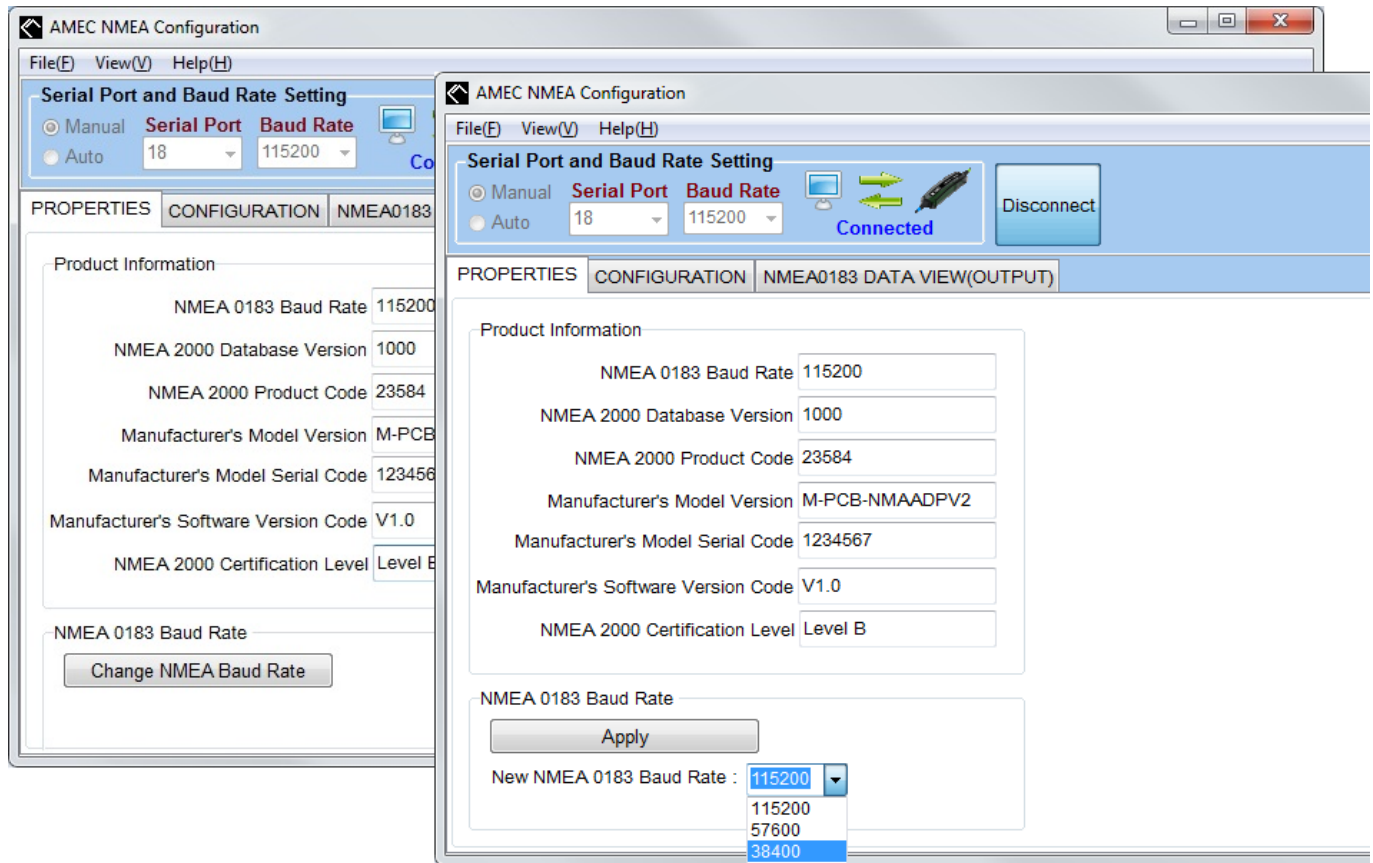 AMEC NMEA Configuration
File(F) View(V) Help(H)
Serial Port and Baud Rate Setting
Manual Serial Port Baud Rate
Auto 18 115200
Co
PROPERTIES CONFIGURATION NMEA0183
Product Information
NMEA 0183 Baud Rate 115200
NMEA 2000 Database Version 1000
NMEA 2000 Product Code 23584
Manufacturer's Model Version M-PCB
Manufacturer's Model Serial Code 123456
Manufacturer's Software Version Code V1.0
NMEA 2000 Certification Level Level B
NMEA 0183 Baud Rate
Change NMEA Baud Rate
AMEC NMEA Configuration
File(F) View(V) Help(H)
Serial Port and Baud Rate Setting
Manual Serial Port Baud Rate
Auto 18 115200
Connected
Disconnect
PROPERTIES CONFIGURATION NMEA0183 DATA VIEW(OUTPUT)
Product Information
NMEA 0183 Baud Rate 115200
NMEA 2000 Database Version 1000
NMEA 2000 Product Code 23584
Manufacturer's Model Version M-PCB-NMAADPV2
Manufacturer's Model Serial Code 1234567
Manufacturer's Software Version Code V1.0
NMEA 2000 Certification Level Level B
NMEA 0183 Baud Rate
Apply
New NMEA 0183 Baud Rate : 115200
115200
57600
38400